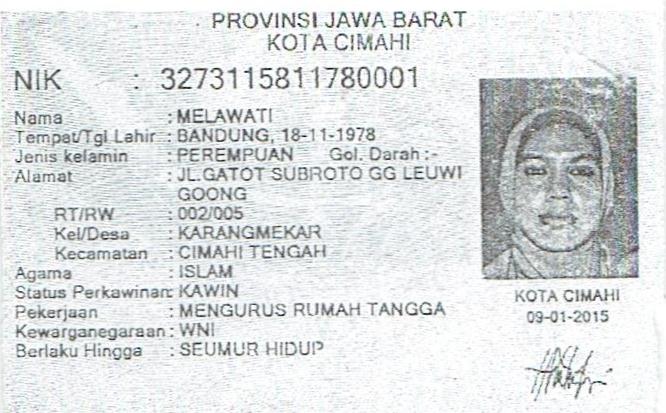 PROVINSI JAWA BARAT
KOTA CIMAHI
NIK : 3273115811780001
Nama : MELAWATI
Tempat/Tgl Lahir : BANDUNG, 18-11-1978
Jenis kelamin : PEREMPUAN Gol. Darah :-
Alamat : JL.GATOT SUBROTO GG LEUWI
GOONG
RT/RW : 002/005
Kel/Desa : KARANGMEKAR
Kecamatan : CIMAHI TENGAH
Agama : ISLAM
Status Perkawinan: KAWIN
Pekerjaan : MENGURUS RUMAH TANGGA
Kewarganegaraan : WNI
Berlaku Hingga : SEUMUR HIDUP
KOTA CIMAHI
09-01-2015